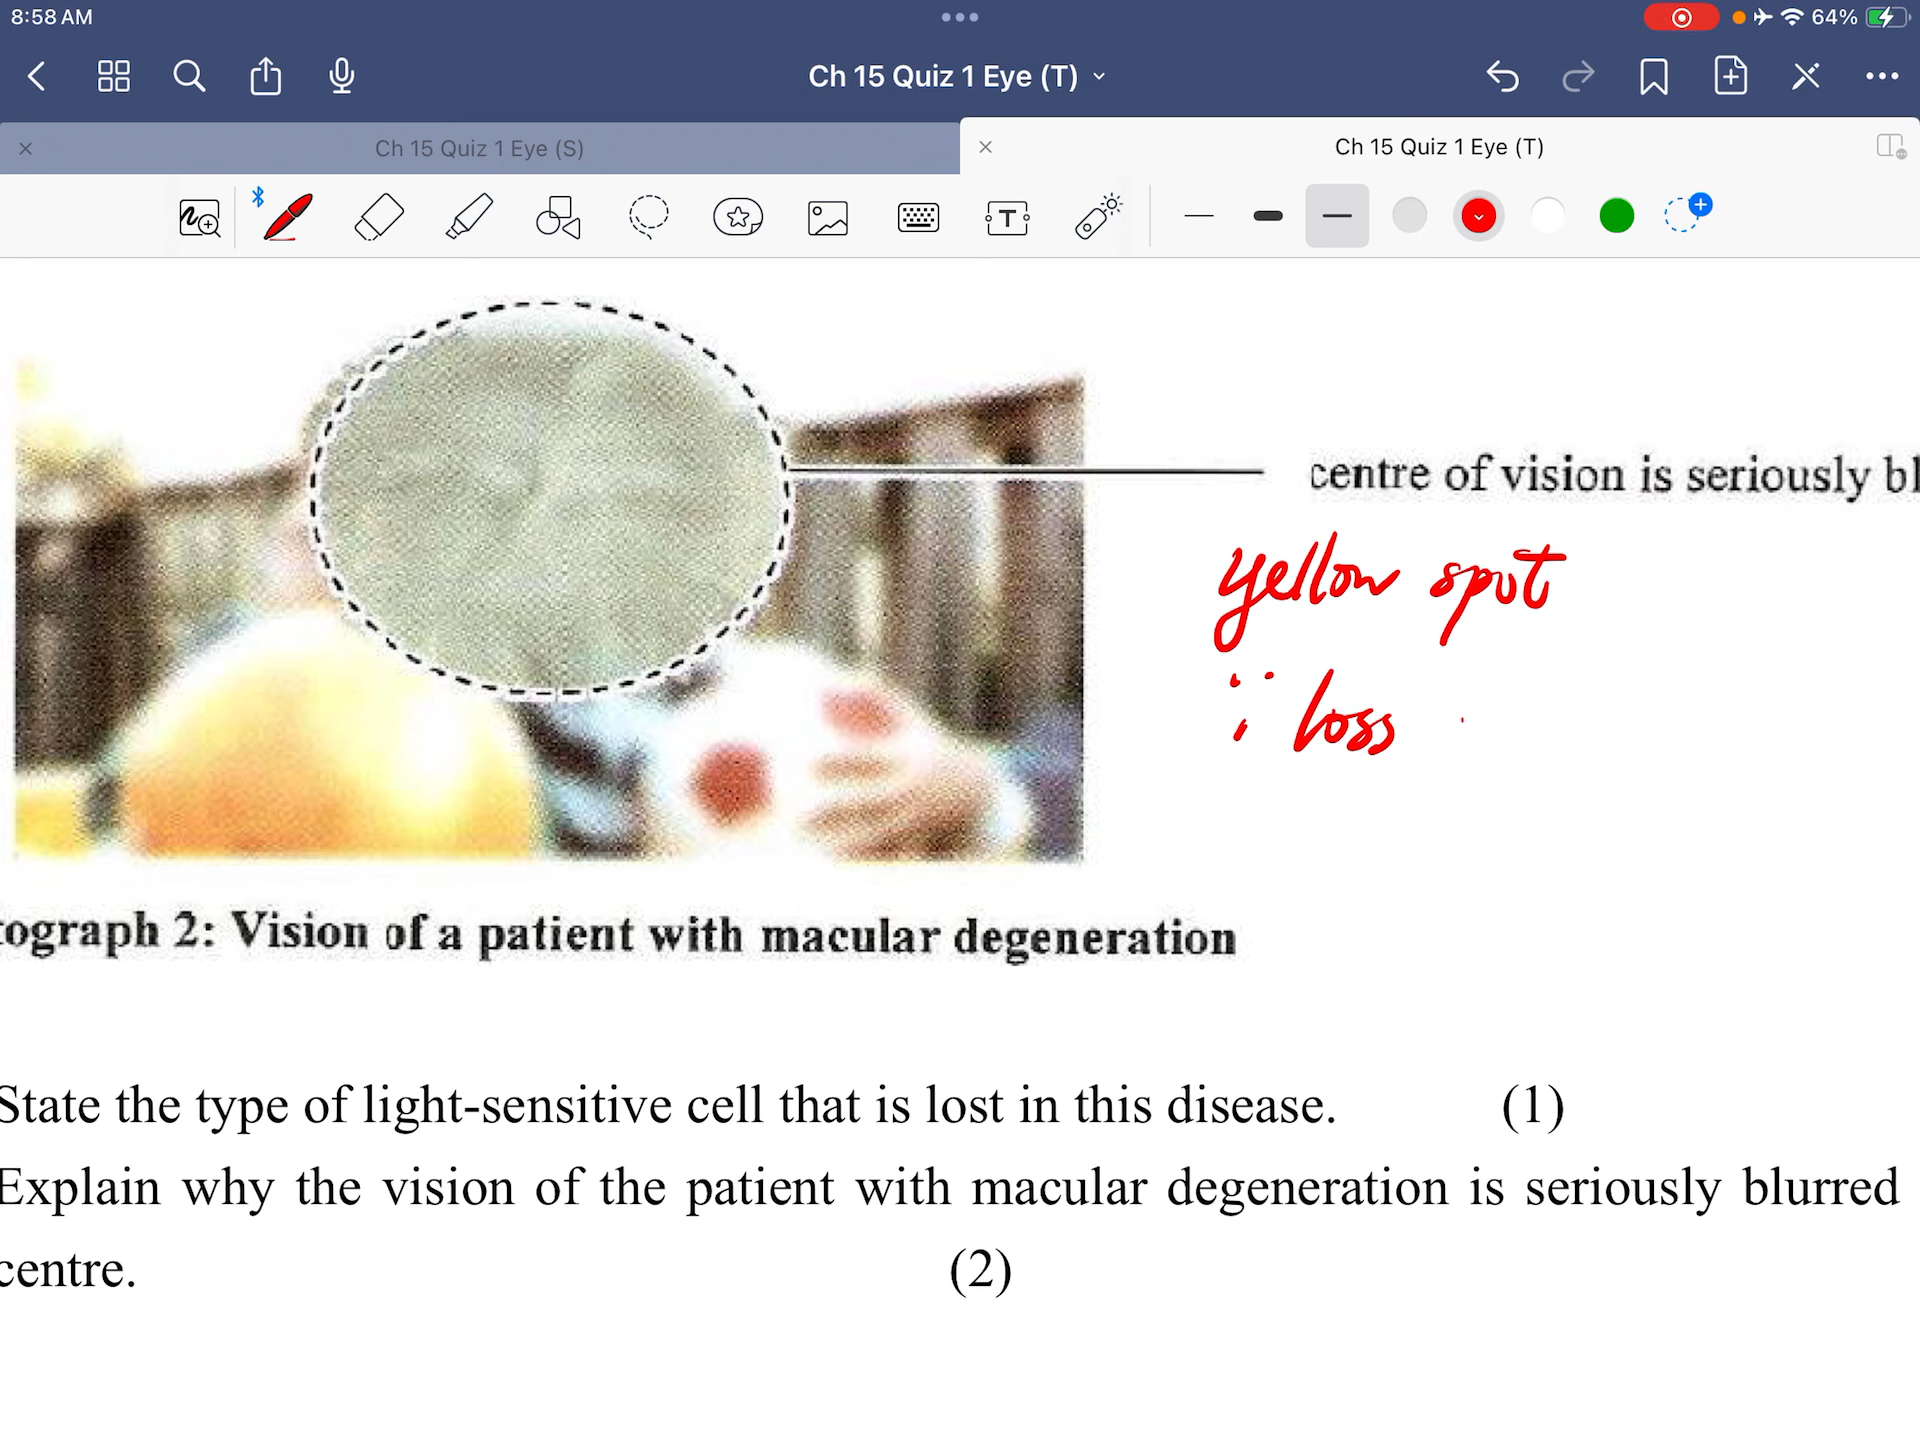 8:58 AM
64%
Ch 15 Quiz 1 Eye (T)
Ch 15 Quiz 1 Eye (S)
Ch 15 Quiz 1 Eye (T)
centre of vision is seriously bl
yellow spot
loss
tograph 2: Vision of a patient with macular degeneration
State the type of light-sensitive cell that is lost in this disease. (1)
Explain why the vision of the patient with macular degeneration is seriously blurred
centre. (2)